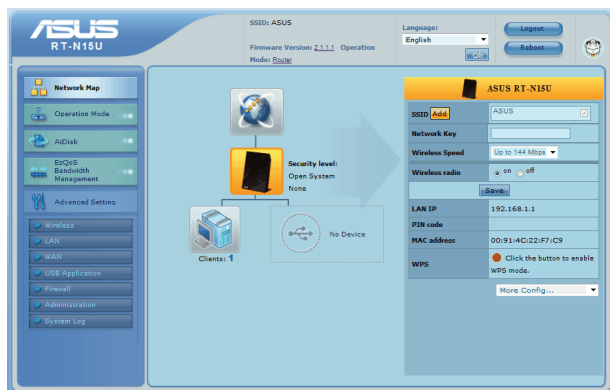 ASUS
RT-N15U
SSID: ASUS
Firmware Version: 2.1.1.1 Operation
Mode: Router
Language:
English
OK
Logout
Reboot
Network Map
Operation Mode
AiDisk
EzQoS
Bandwidth
Management
Advanced Setting
Wireless
LAN
WAN
USB Application
Firewall
Administration
System Log
Security level:
Open System
None
Clients: 1
No Device
ASUS RT-N15U
SSID Add ASUS
Network Key
Wireless Speed Up to 144 Mbps
Wireless radio on off
Save
LAN IP 192.168.1.1
PIN code
MAC address 00:91:4C:22:F7:C9
WPS Click the button to enable
WPS mode.
More Config...